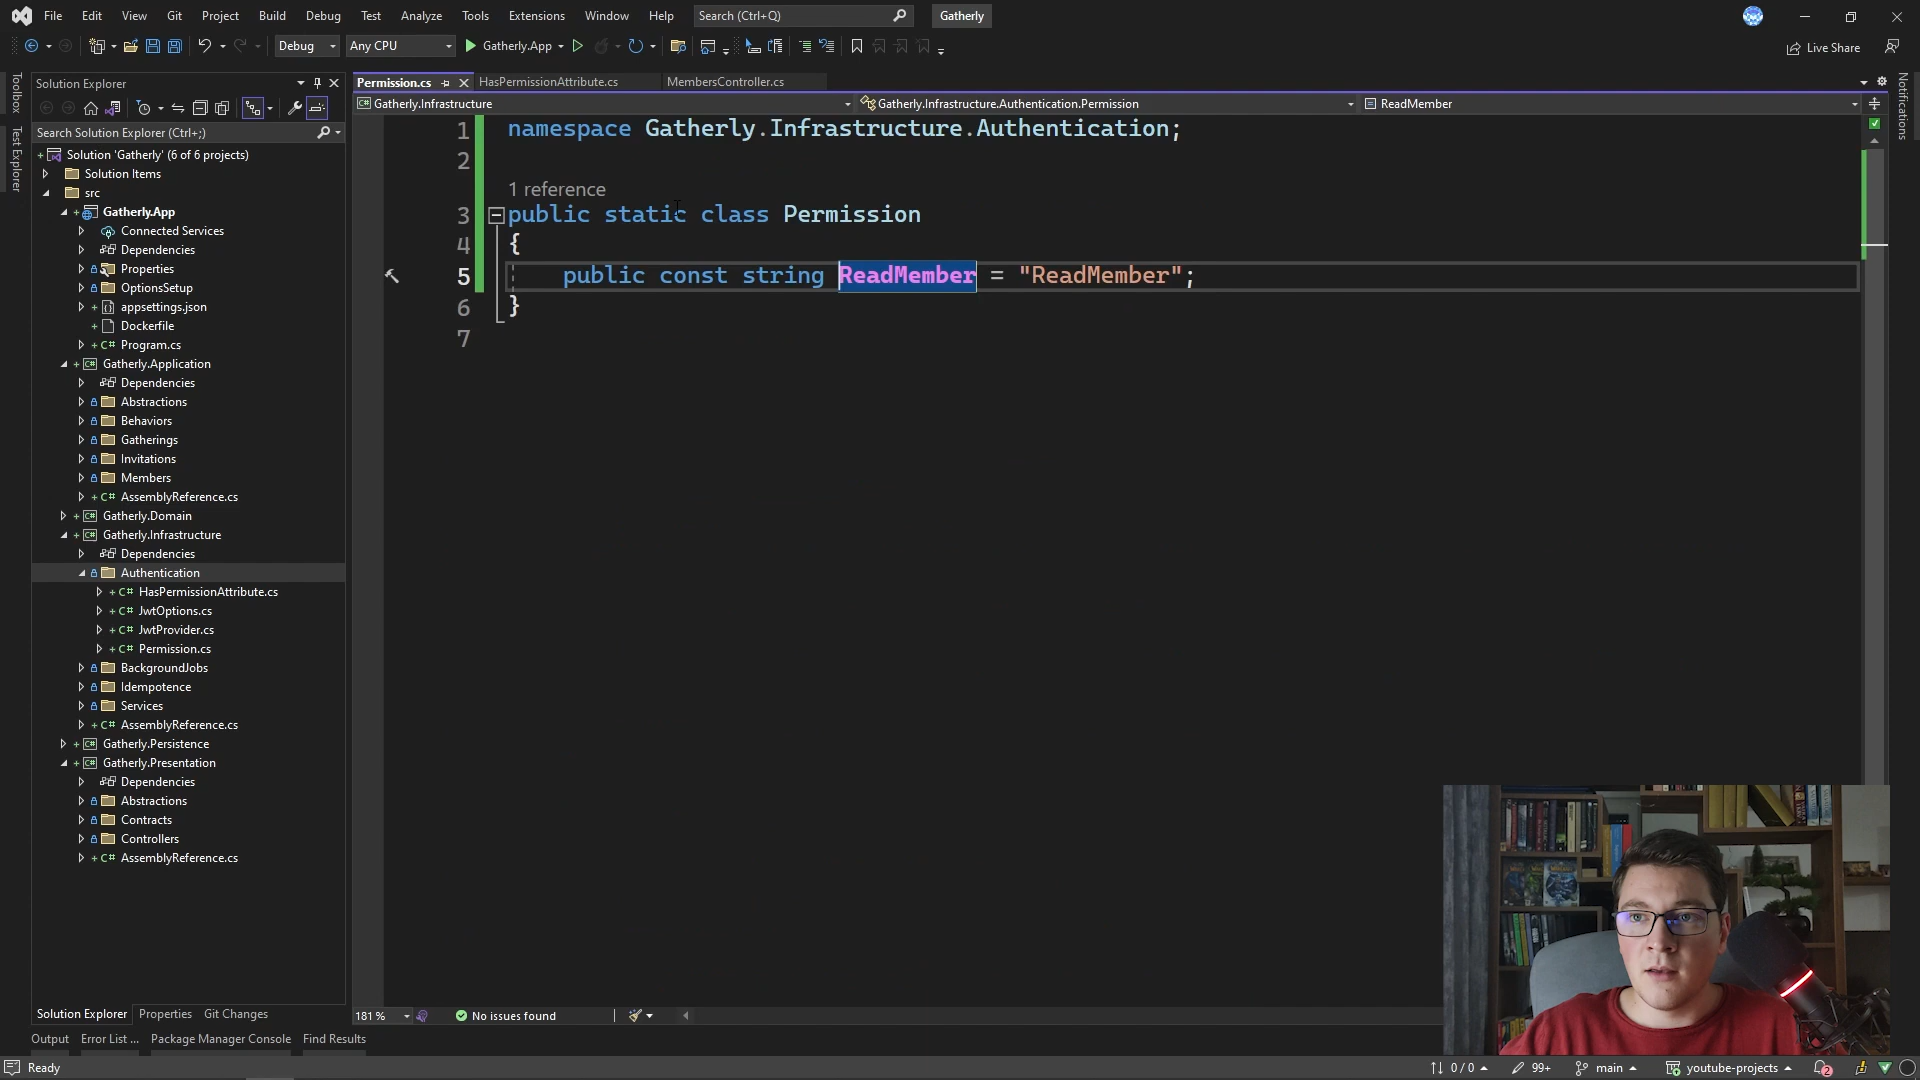 File Edit View Git Project Build Debug Test Analyze Tools Extensions Window Help Search (Ctrl+Q) Gatherly
Debug Any CPU Gatherly.App Live Share
Solution Explorer
Permission.cs HasPermissionAttribute.cs MembersController.cs
Gatherly.Infrastructure Gatherly.Infrastructure.Authentication.Permission ReadMember
Toolbox
Test Explorer
Notifications
Search Solution Explorer (Ctrl+;)
Solution 'Gatherly' (6 of 6 projects)
Solution Items
src
Gatherly.App
Connected Services
Dependencies
Properties
OptionsSetup
appsettings.json
Dockerfile
Program.cs
Gatherly.Application
Dependencies
Abstractions
Behaviors
Gatherings
Invitations
Members
AssemblyReference.cs
Gatherly.Domain
Gatherly.Infrastructure
Dependencies
Authentication
HasPermissionAttribute.cs
JwtOptions.cs
JwtProvider.cs
Permission.cs
BackgroundJobs
Idempotence
Services
AssemblyReference.cs
Gatherly.Persistence
Gatherly.Presentation
Dependencies
Abstractions
Contracts
Controllers
AssemblyReference.cs
1 namespace Gatherly.Infrastructure.Authentication;
2
1 reference
3 public static class Permission
4 {
5 public const string ReadMember = "ReadMember";
6 }
7
Solution Explorer Properties Git Changes
181 % No issues found
Output Error List ... Package Manager Console Find Results
Ready 0 / 0 99+ main youtube-projects 2